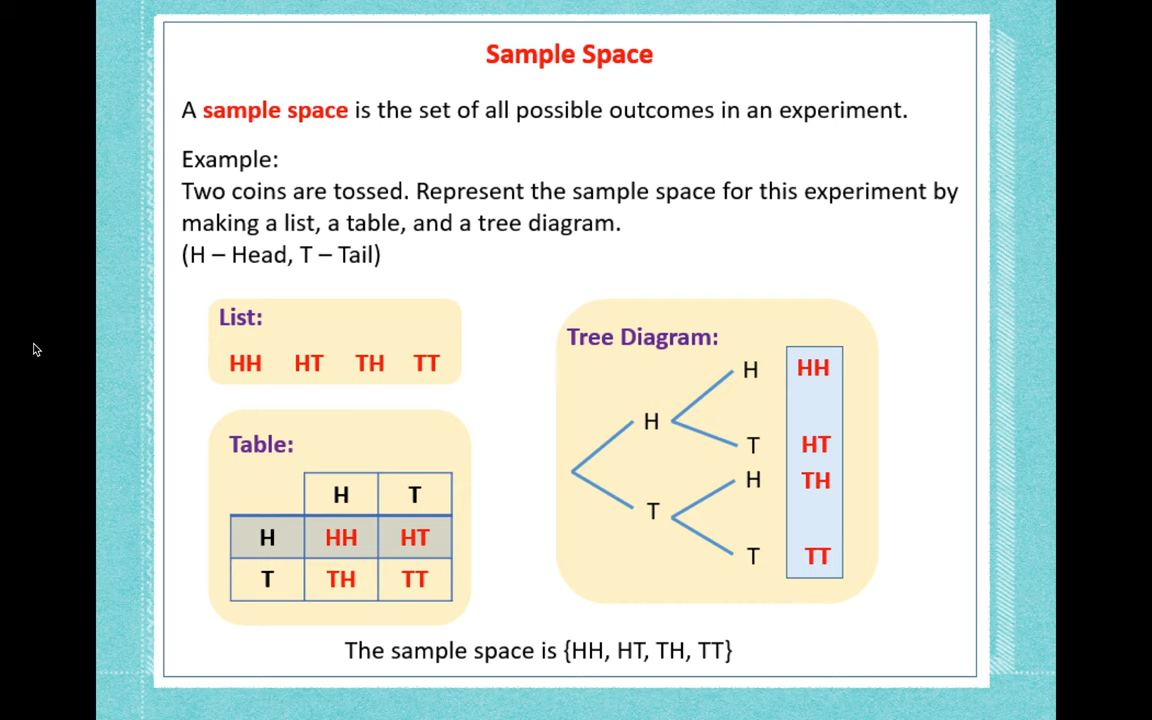 Sample Space
A sample space is the set of all possible outcomes in an experiment.
Example:
Two coins are tossed. Represent the sample space for this experiment by
making a list, a table, and a tree diagram.
(H – Head, T – Tail)
List:
HH HT TH TT
Table:
H T
H HH HT
T TH TT
Tree Diagram:
H HH
H
T HT
H TH
T
T TT
The sample space is {HH, HT, TH, TT}